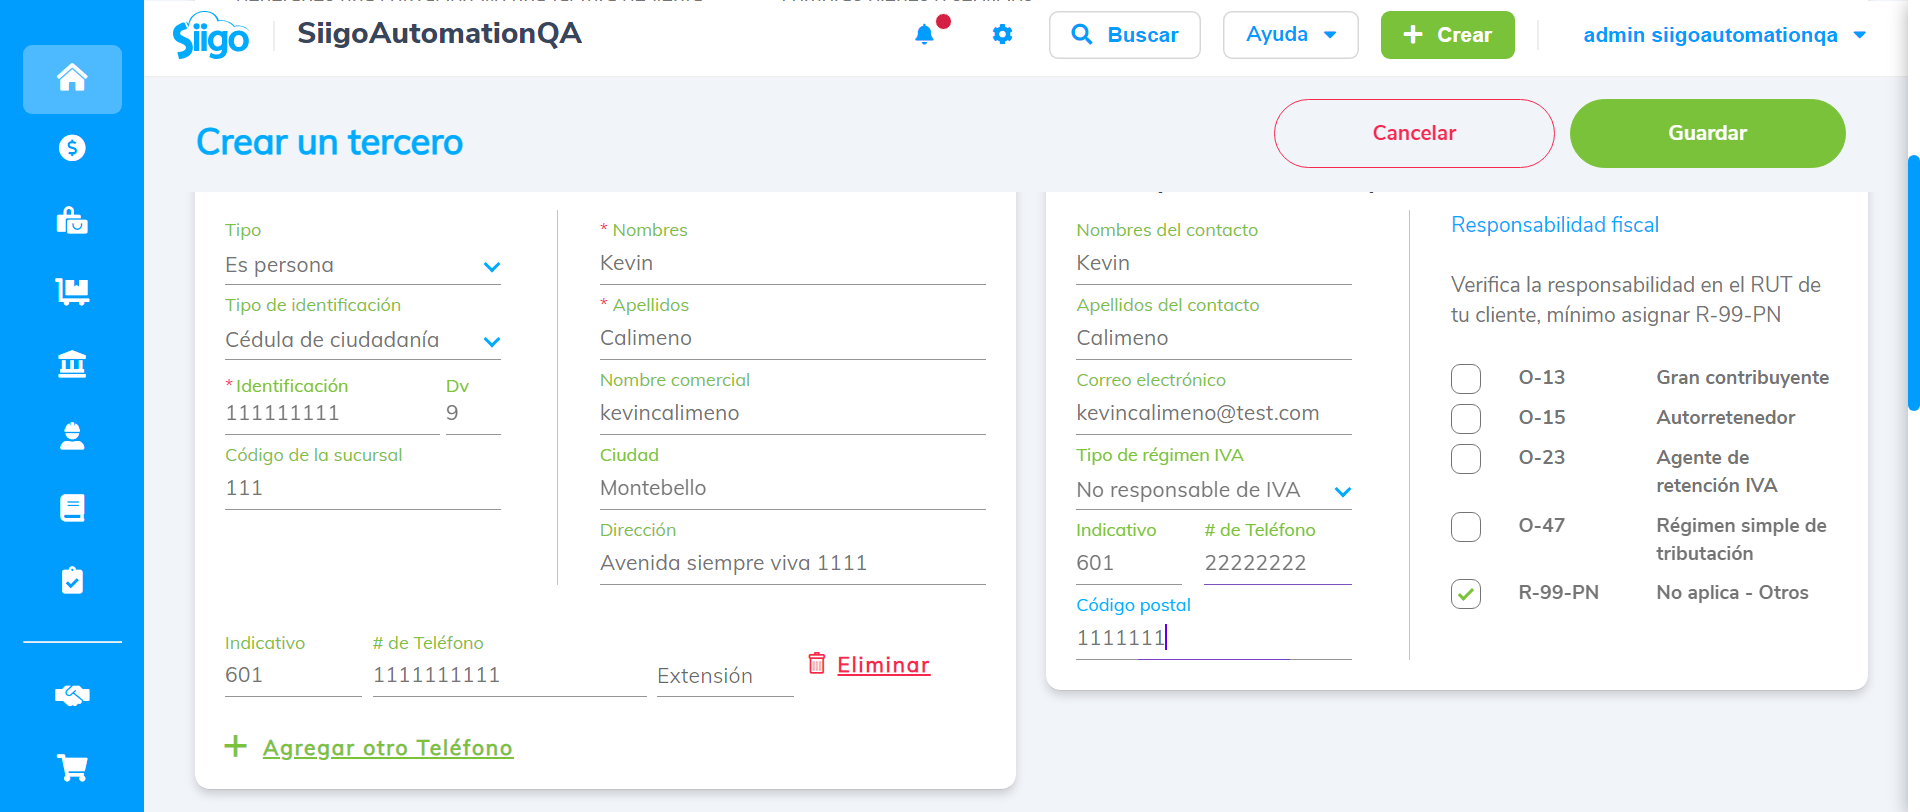 Siigo
SiigoAutomationQA
Buscar
Ayuda
Crear
admin siigoautomationqa
Crear un tercero
Cancelar
Guardar
Tipo
Es persona
Tipo de identificación
Cédula de ciudadanía
* Identificación
Dv
111111111
9
Código de la sucursal
111
* Nombres
Kevin
* Apellidos
Calimeno
Nombre comercial
kevincalimeno
Ciudad
Montebello
Dirección
Avenida siempre viva 1111
Indicativo
# de Teléfono
601
1111111111
Extensión
Eliminar
Agregar otro Teléfono
Nombres del contacto
Kevin
Apellidos del contacto
Calimeno
Correo electrónico
kevincalimeno@test.com
Tipo de régimen IVA
No responsable de IVA
Indicativo
# de Teléfono
601
22222222
Código postal
1111111
Responsabilidad fiscal
Verifica la responsabilidad en el RUT de
tu cliente, mínimo asignar R-99-PN
O-13 Gran contribuyente
O-15 Autorretenedor
O-23 Agente de
retención IVA
O-47 Régimen simple de
tributación
R-99-PN No aplica - Otros